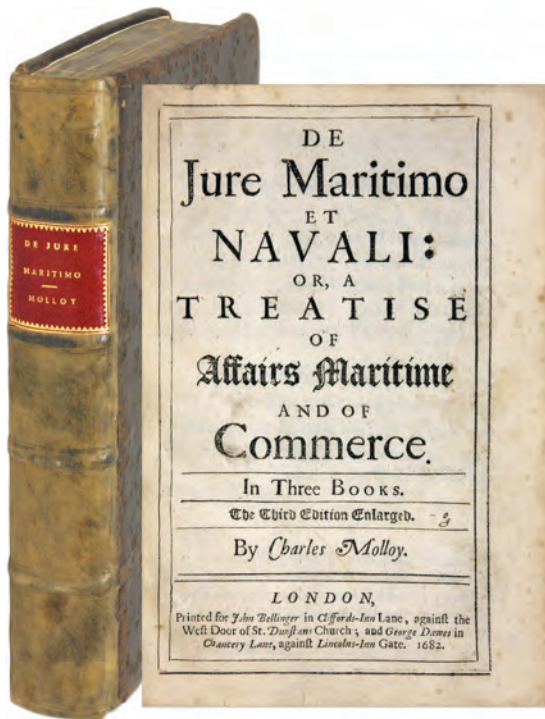 DE JURE
MARITIMO
MOLLOY
DE
Jure Maritimo
ET
NAVALI:
OR, A
TREATISE
OF
Affairs Maritime
AND OF
Commerce.
In Three BOOKS.
The Third Edition Enlarged.
By Charles Molloy.
LONDON,
Printed for John Bellinger in Cliffords-Inn Lane, againſt the
Weſt Door of St. Dunſtans Church; and George Dawes in
Chancery Lane, againſt Lincolns-Inn Gate. 1682.